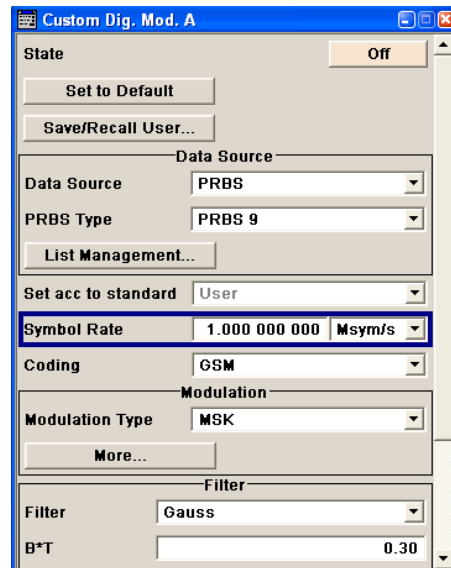 Custom Dig. Mod. A
State Off
Set to Default
Save/Recall User...
Data Source
Data Source PRBS
PRBS Type PRBS 9
List Management...
Set acc to standard User
Symbol Rate 1.000 000 000 Msym/s
Coding GSM
Modulation
Modulation Type MSK
More...
Filter
Filter Gauss
B*T 0.30